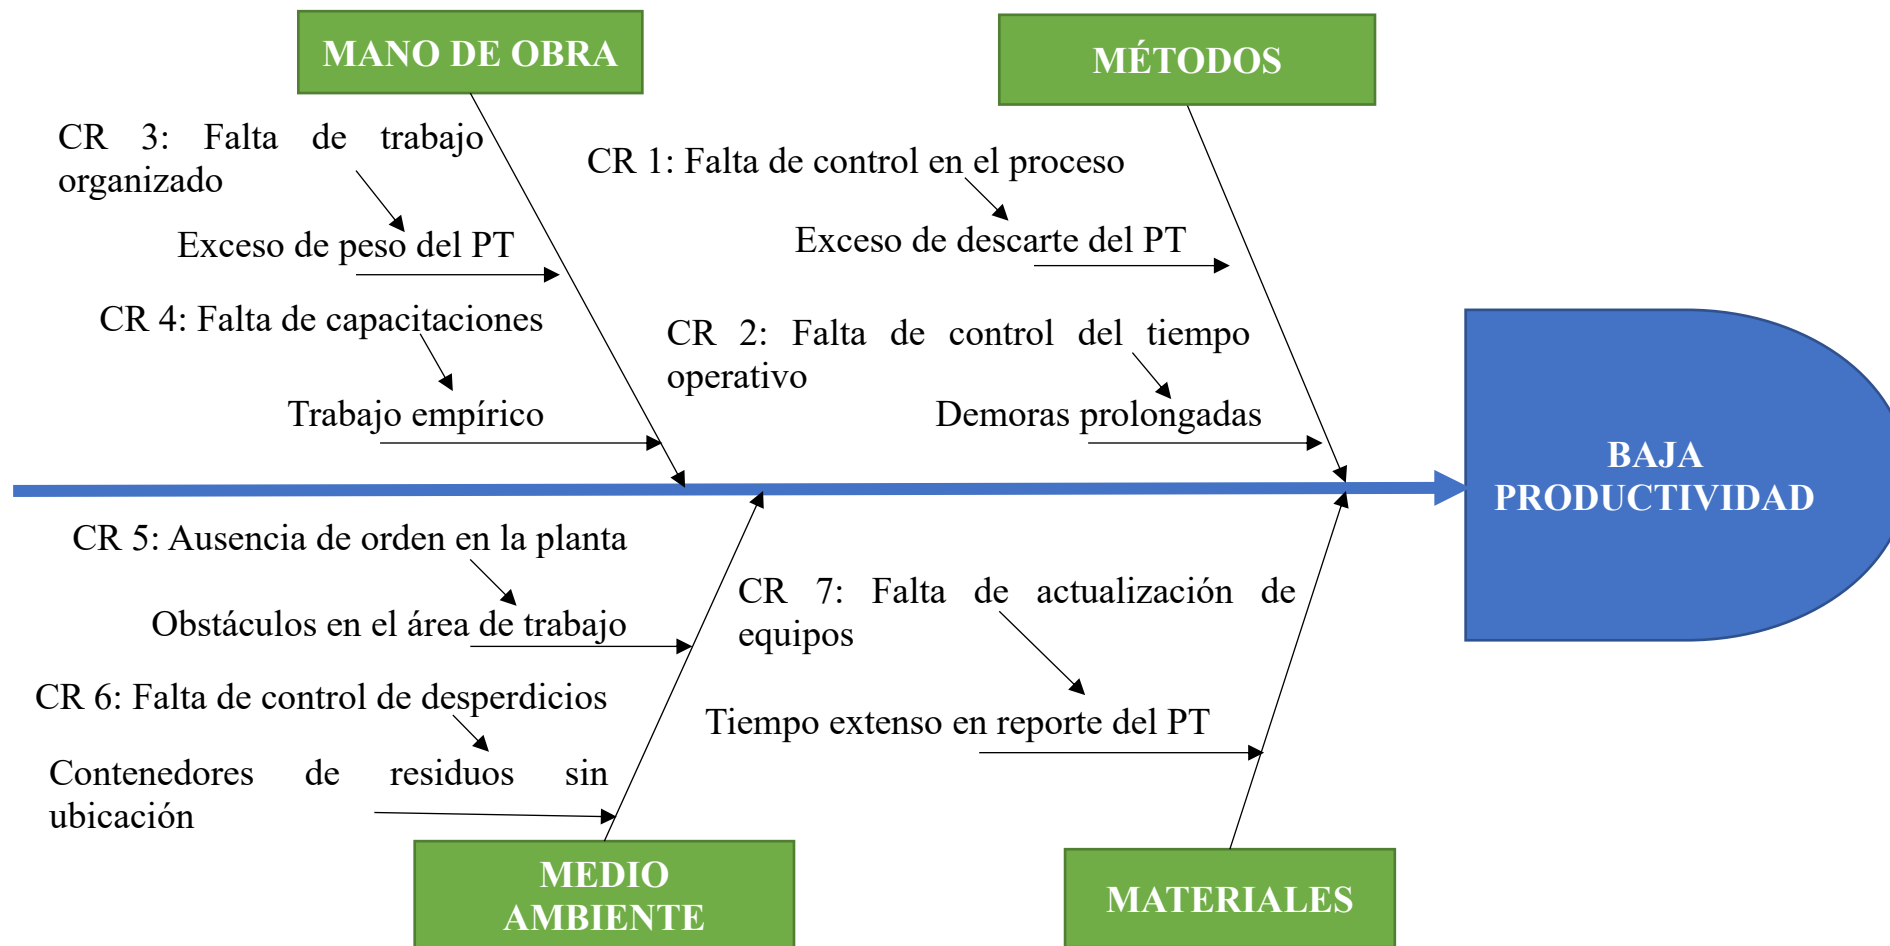 MANO DE OBRA
MÉTODOS
CR 3: Falta de trabajo
organizado
Exceso de peso del PT
CR 4: Falta de capacitaciones
Trabajo empírico
CR 1: Falta de control en el proceso
Exceso de descarte del PT
CR 2: Falta de control del tiempo
operativo
Demoras prolongadas
BAJA
PRODUCTIVIDAD
CR 5: Ausencia de orden en la planta
Obstáculos en el área de trabajo
CR 6: Falta de control de desperdicios
Contenedores de residuos sin
ubicación
CR 7: Falta de actualización de
equipos
Tiempo extenso en reporte del PT
MEDIO
AMBIENTE
MATERIALES